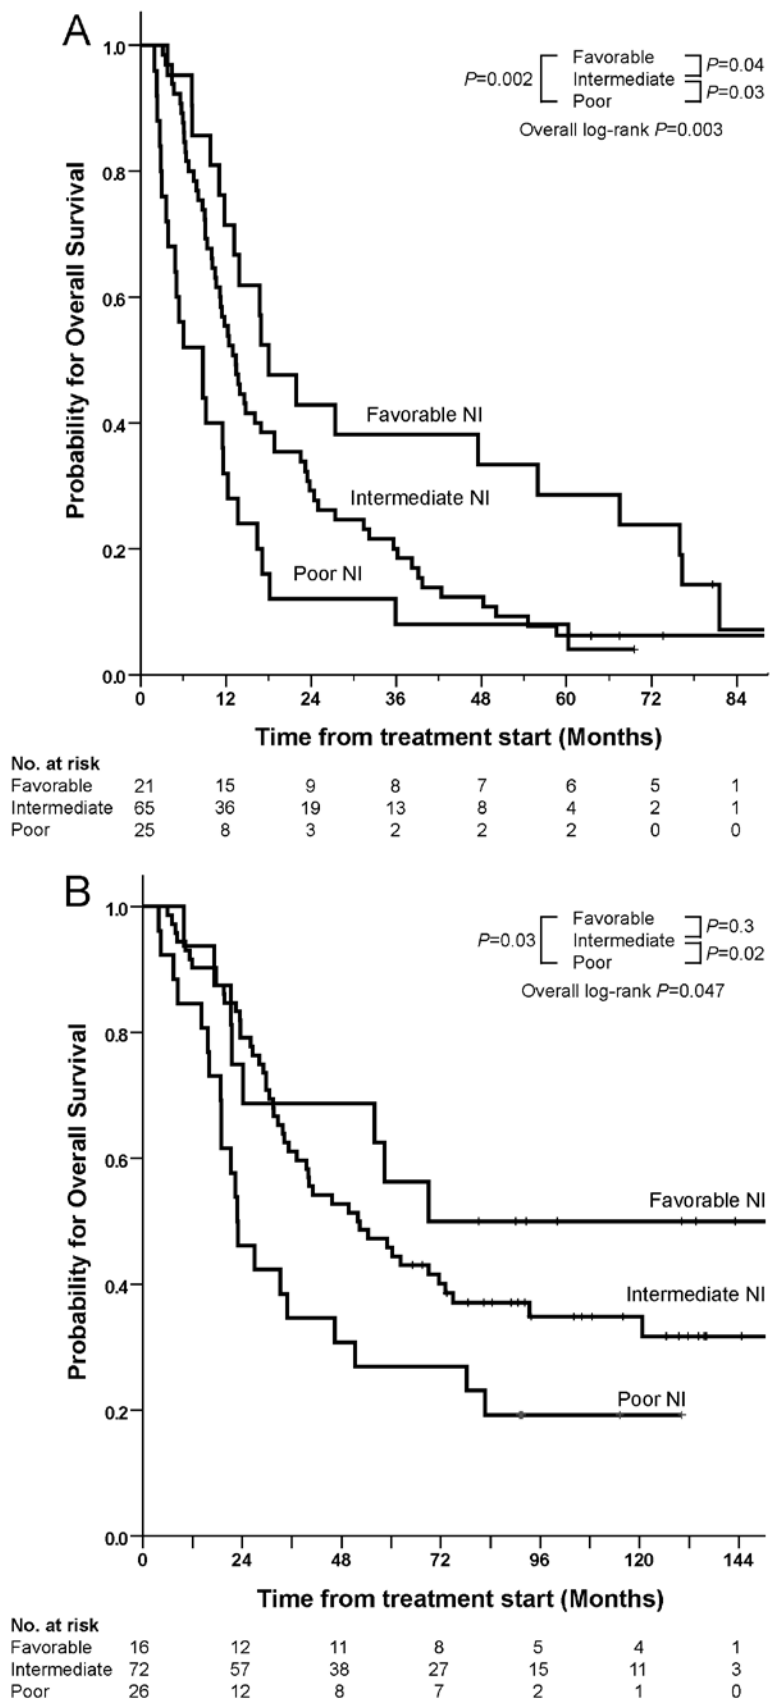 A
Favorable
Intermediate
Poor
P=0.002
P=0.04
P=0.03
Overall log-rank P=0.003
Probability for Overall Survival
1.0
0.8
0.6
0.4
0.2
0.0
Favorable NI
Intermediate NI
Poor NI
0 12 24 36 48 60 72 84
Time from treatment start (Months)
No. at risk
Favorable 21 15 9 8 7 6 5 1
Intermediate 65 36 19 13 8 4 2 1
Poor 25 8 3 2 2 2 0 0
B
Favorable
Intermediate
Poor
P=0.03
P=0.3
P=0.02
Overall log-rank P=0.047
Probability for Overall Survival
1.0
0.8
0.6
0.4
0.2
0.0
Favorable NI
Intermediate NI
Poor NI
0 24 48 72 96 120 144
Time from treatment start (Months)
No. at risk
Favorable 16 12 11 8 5 4 1
Intermediate 72 57 38 27 15 11 3
Poor 26 12 8 7 2 1 0